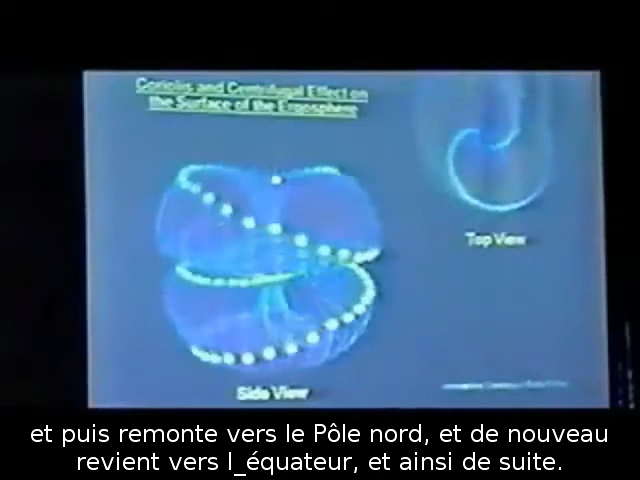 Coriolis and Centrifugal Effect on
the Surface of the Ergosphere
Top View
Side View
et puis remonte vers le Pôle nord, et de nouveau
revient vers l_équateur, et ainsi de suite.